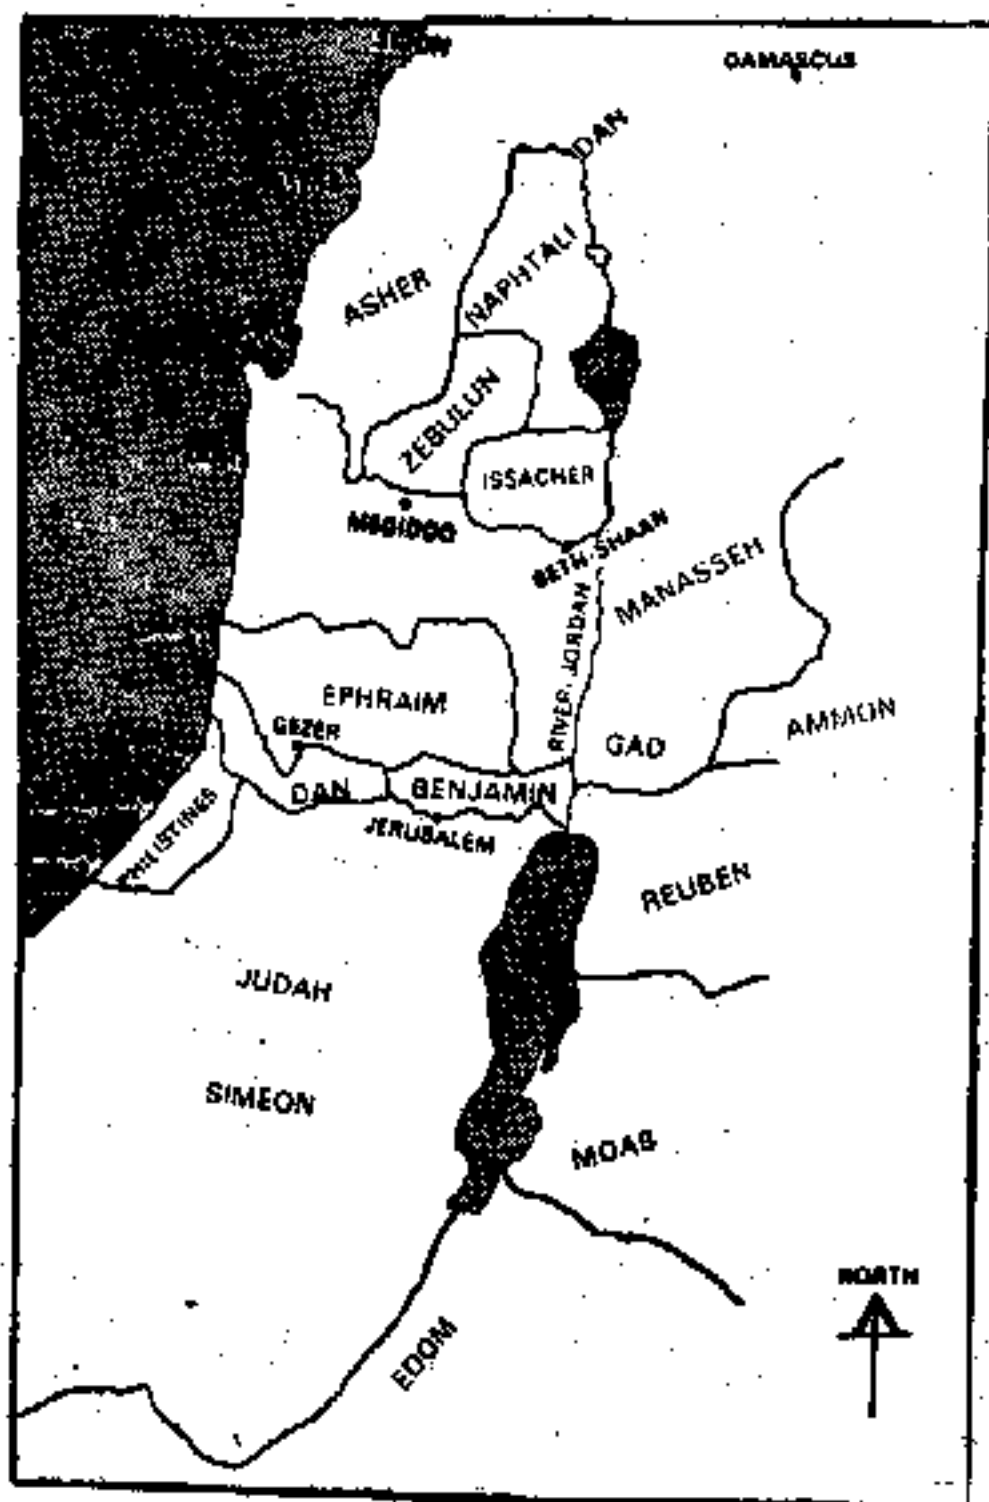 DAMASCUS
DAN
ASHER
NAPHTALI
ZEBULUN
ISSACHER
MEGIDDO
BETH-SHAAN
MANASSEH
RIVER JORDAN
EPHRAIM
GEZER
GAD
AMMON
DAN
BENJAMIN
JERUSALEM
PHILISTINES
REUBEN
JUDAH
SIMEON
MOAB
NORTH
EDOM